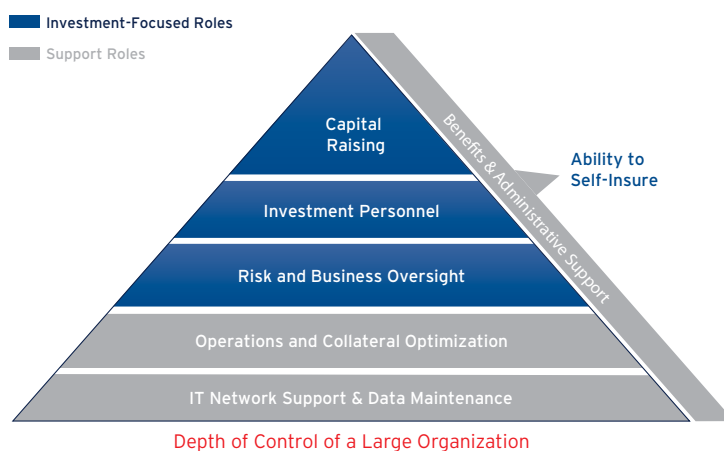 Investment-Focused Roles
Support Roles
Capital
Raising
Benefits & Administrative Support
Ability to
Self-Insure
Investment Personnel
Risk and Business Oversight
Operations and Collateral Optimization
IT Network Support & Data Maintenance
Depth of Control of a Large Organization